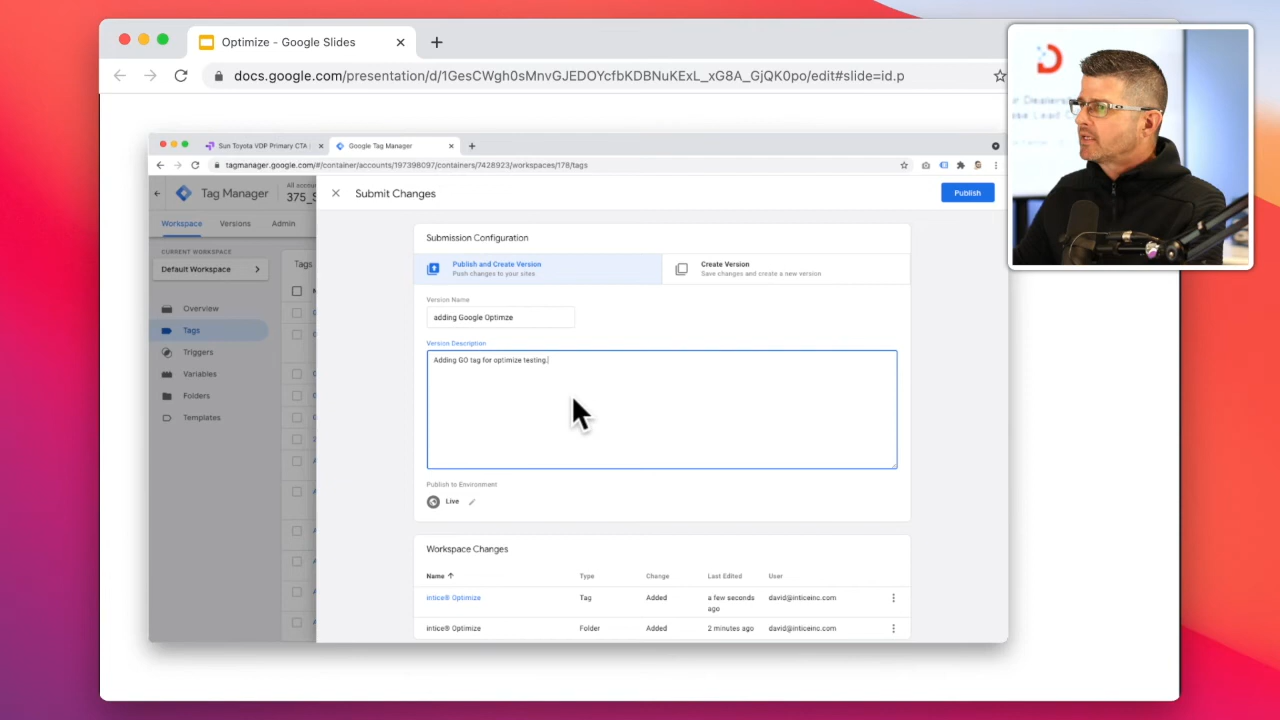 Optimize - Google Slides
docs.google.com/presentation/d/1GesCWgh0sMnvGJEDOYcfbKDBNuKExL_xG8A_GjQK0po/edit#slide=id.p
Sun Toyota VDP Primary CTA
Google Tag Manager
tagmanager.google.com/#/container/accounts/197398097/containers/7428923/workspaces/178/tags
Tag Manager
All accou
375_S
Submit Changes
Publish
Workspace
Versions
Admin
CURRENT WORKSPACE
Default Workspace
Overview
Tags
Triggers
Variables
Folders
Templates
Tags
Submission Configuration
Publish and Create Version
Push changes to your sites
Create Version
Save changes and create a new version
Version Name
adding Google Optimze
Version Description
Adding GO tag for optimize testing.
Publish to Environment
Live
Workspace Changes
Name Type Change Last Edited User
intice® Optimize Tag Added a few seconds ago david@inticeinc.com
intice® Optimize Folder Added 2 minutes ago david@inticeinc.com